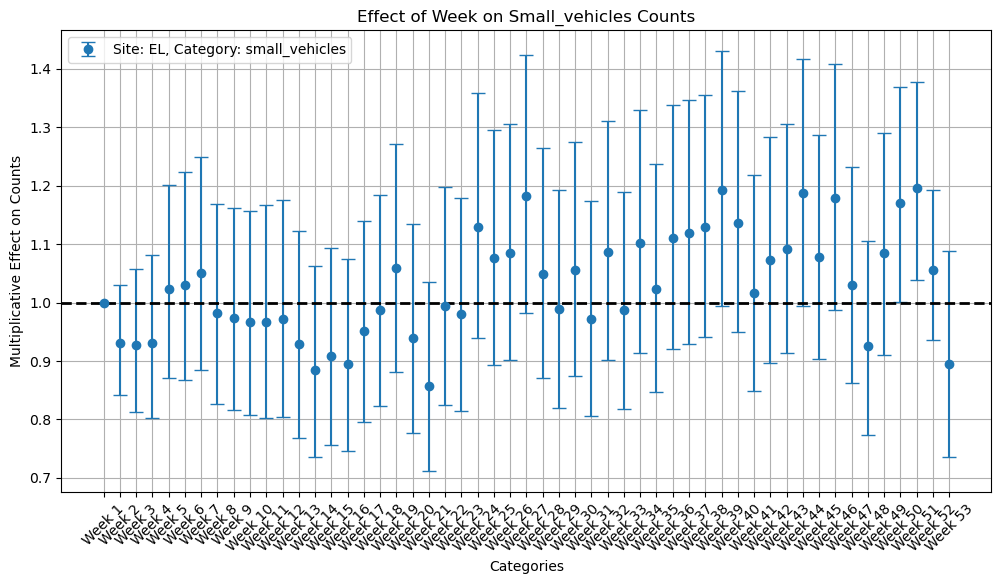 Effect of Week on Small_vehicles Counts
Site: EL, Category: small_vehicles
Multiplicative Effect on Counts
1.4
1.3
1.2
1.1
1.0
0.9
0.8
0.7
Week 1
Week 2
Week 3
Week 4
Week 5
Week 6
Week 7
Week 8
Week 9
Week 10
Week 11
Week 12
Week 13
Week 14
Week 15
Week 16
Week 17
Week 18
Week 19
Week 20
Week 21
Week 22
Week 23
Week 24
Week 25
Week 26
Week 27
Week 28
Week 29
Week 30
Week 31
Week 32
Week 33
Week 34
Week 35
Week 36
Week 37
Week 38
Week 39
Week 40
Week 41
Week 42
Week 43
Week 44
Week 45
Week 46
Week 47
Week 48
Week 49
Week 50
Week 51
Week 52
Week 53
Categories